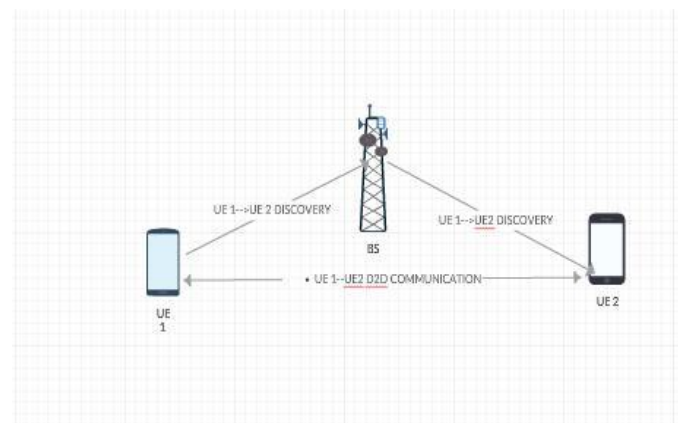 UE 1-->UE 2 DISCOVERY
UE 1-->UE2 DISCOVERY
BS
• UE 1--UE2 D2D COMMUNICATION
UE 2
UE
1